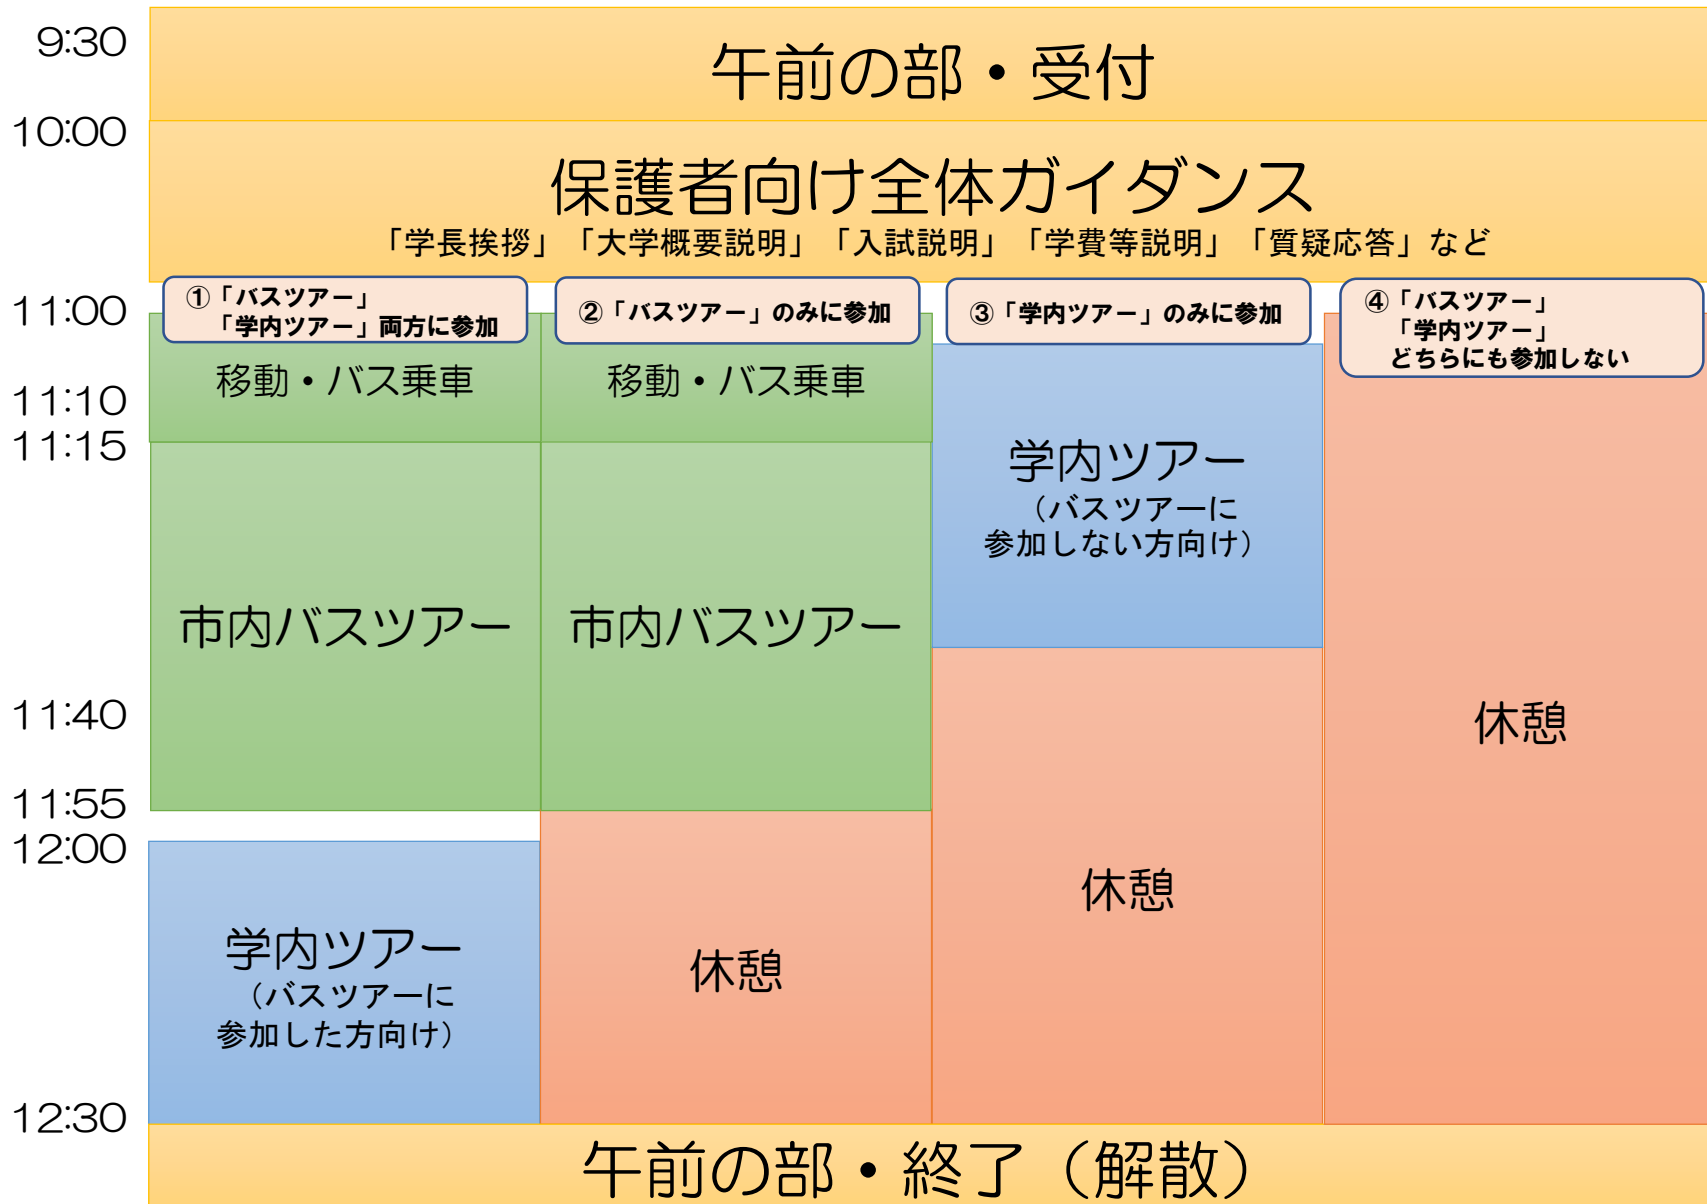 9:30
午前の部・受付
10:00
保護者向け全体ガイダンス
「学長挨拶」「大学概要説明」「入試説明」「学費等説明」「質疑応答」など
11:00
①「バスツアー」
「学内ツアー」両方に参加
②「バスツアー」のみに参加
③「学内ツアー」のみに参加
④「バスツアー」
「学内ツアー」
どちらにも参加しない
移動・バス乗車
移動・バス乗車
11:10
11:15
学内ツアー
（バスツアーに
参加しない方向け）
市内バスツアー
市内バスツアー
11:40
休憩
11:55
12:00
休憩
学内ツアー
（バスツアーに
参加した方向け）
休憩
12:30
午前の部・終了（解散）